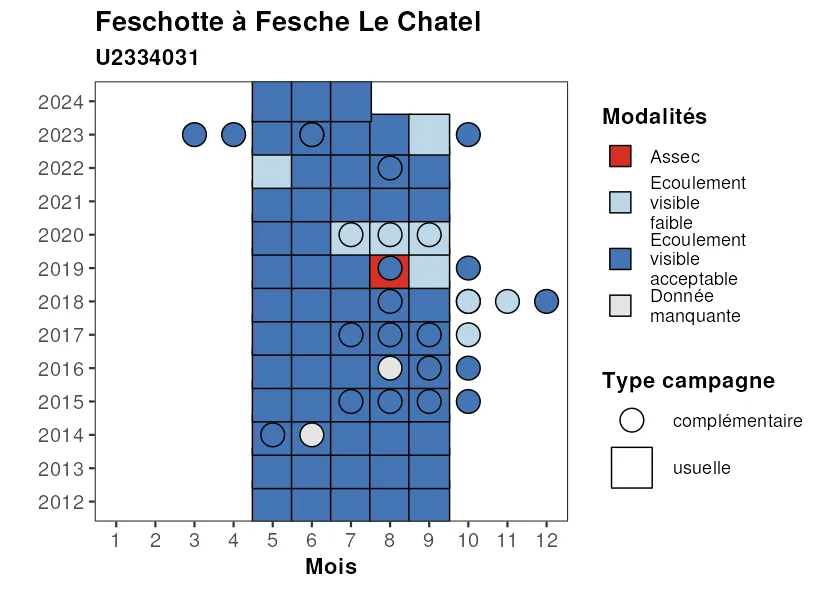 Feschotte à Fesche Le Chatel
U2334031
2024
2023
2022
2021
2020
2019
2018
2017
2016
2015
2014
2013
2012
1 2 3 4 5 6 7 8 9 10 11 12
Mois
Modalités
Assec
Ecoulement
visible
faible
Ecoulement
visible
acceptable
Donnée
manquante
Type campagne
complémentaire
usuelle